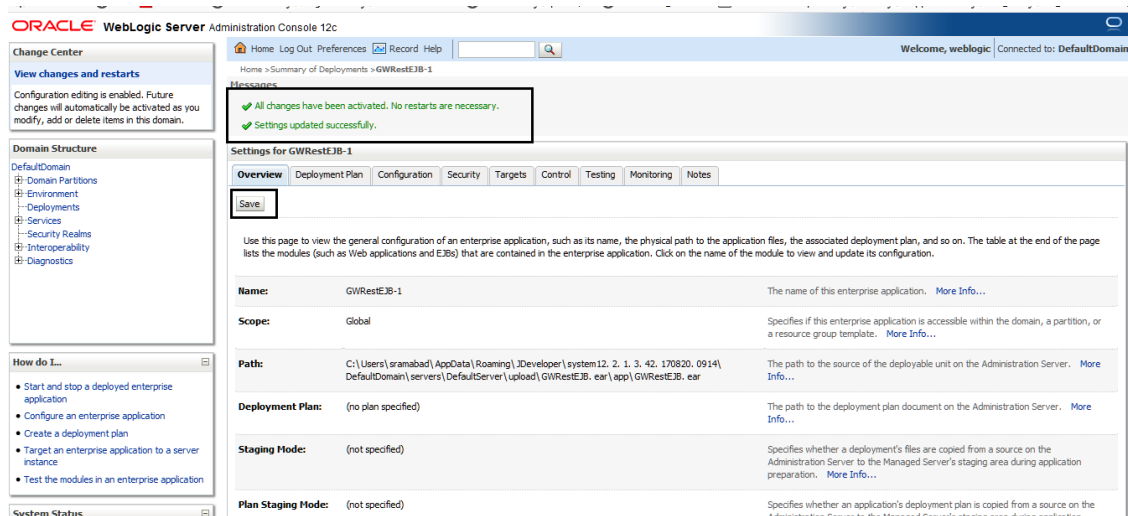 ORACLE WebLogic Server Administration Console 12c
Change Center
View changes and restarts
Configuration editing is enabled. Future
changes will automatically be activated as you
modify, add or delete items in this domain.
Domain Structure
DefaultDomain
Domain Partitions
Environment
Deployments
Services
Security Realms
Interoperability
Diagnostics
How do I...
Start and stop a deployed enterprise
application
Configure an enterprise application
Create a deployment plan
Target an enterprise application to a server
instance
Test the modules in an enterprise application
System Status
Home Log Out Preferences Record Help
Welcome, weblogic Connected to: DefaultDomain
Home >Summary of Deployments >GWRestEJB-1
Messages
All changes have been activated. No restarts are necessary.
Settings updated successfully.
Settings for GWRestEJB-1
Overview Deployment Plan Configuration Security Targets Control Testing Monitoring Notes
Save
Use this page to view the general configuration of an enterprise application, such as its name, the physical path to the application files, the associated deployment plan, and so on. The table at the end of the page
lists the modules (such as Web applications and EJBs) that are contained in the enterprise application. Click on the name of the module to view and update its configuration.
Name: GWRestEJB-1 The name of this enterprise application. More Info...
Scope: Global Specifies if this enterprise application is accessible within the domain, a partition, or
a resource group template. More Info...
Path: C:\Users\sramabad\AppData\Roaming\JDeveloper\system12. 2. 1. 3. 42. 170820. 0914\ The path to the source of the deployable unit on the Administration Server. More
DefaultDomain\servers\DefaultServer\upload\GWRestEJB. ear\app\GWRestEJB. ear Info...
Deployment Plan: (no plan specified) The path to the deployment plan document on the Administration Server. More
Info...
Staging Mode: (not specified) Specifies whether a deployment's files are copied from a source on the
Administration Server to the Managed Server's staging area during application
preparation. More Info...
Plan Staging Mode: (not specified) Specifies whether an application's deployment plan is copied from a source on the
Administration Server to the Managed Server's staging area during application